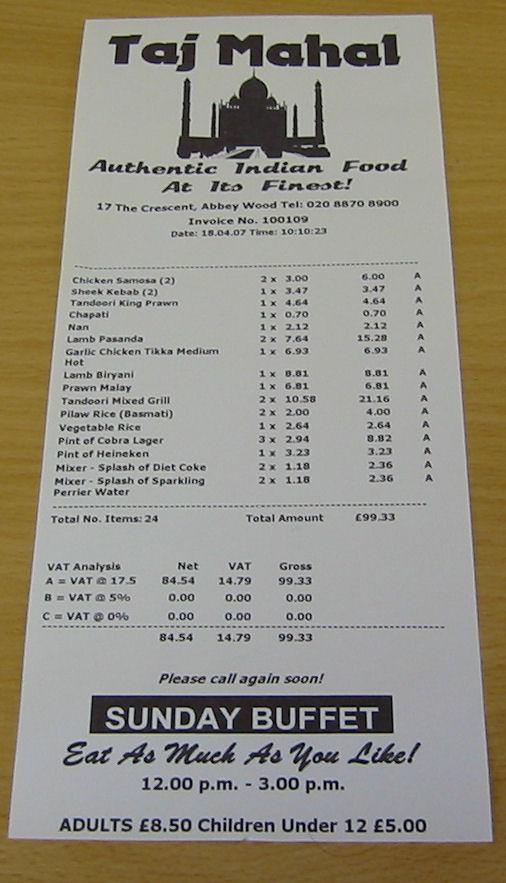 Taj Mahal
Authentic Indian Food
At Its Finest!
17 The Crescent, Abbey Wood Tel: 020 8870 8900
Invoice No. 100109
Date: 18.04.07 Time: 10:10:23
Chicken Samosa (2) 2 x 3.00 6.00 A
Sheek Kebab (2) 1 x 3.47 3.47 A
Tandoori King Prawn 1 x 4.64 4.64 A
Chapati 1 x 0.70 0.70 A
Nan 1 x 2.12 2.12 A
Lamb Pasanda 2 x 7.64 15.28 A
Garlic Chicken Tikka Medium 1 x 6.93 6.93 A
Hot
Lamb Biryani 1 x 8.81 8.81 A
Prawn Malay 1 x 6.81 6.81 A
Tandoori Mixed Grill 2 x 10.58 21.16 A
Pilaw Rice (Basmati) 2 x 2.00 4.00 A
Vegetable Rice 1 x 2.64 2.64 A
Pint of Cobra Lager 3 x 2.94 8.82 A
Pint of Heineken 1 x 3.23 3.23 A
Mixer - Splash of Diet Coke 2 x 1.18 2.36 A
Mixer - Splash of Sparkling 2 x 1.18 2.36 A
Perrier Water
Total No. Items: 24 Total Amount £99.33
VAT Analysis Net VAT Gross
A = VAT @ 17.5 84.54 14.79 99.33
B = VAT @ 5% 0.00 0.00 0.00
C = VAT @ 0% 0.00 0.00 0.00
84.54 14.79 99.33
Please call again soon!
SUNDAY BUFFET
Eat As Much As You Like!
12.00 p.m. - 3.00 p.m.
ADULTS £8.50 Children Under 12 £5.00